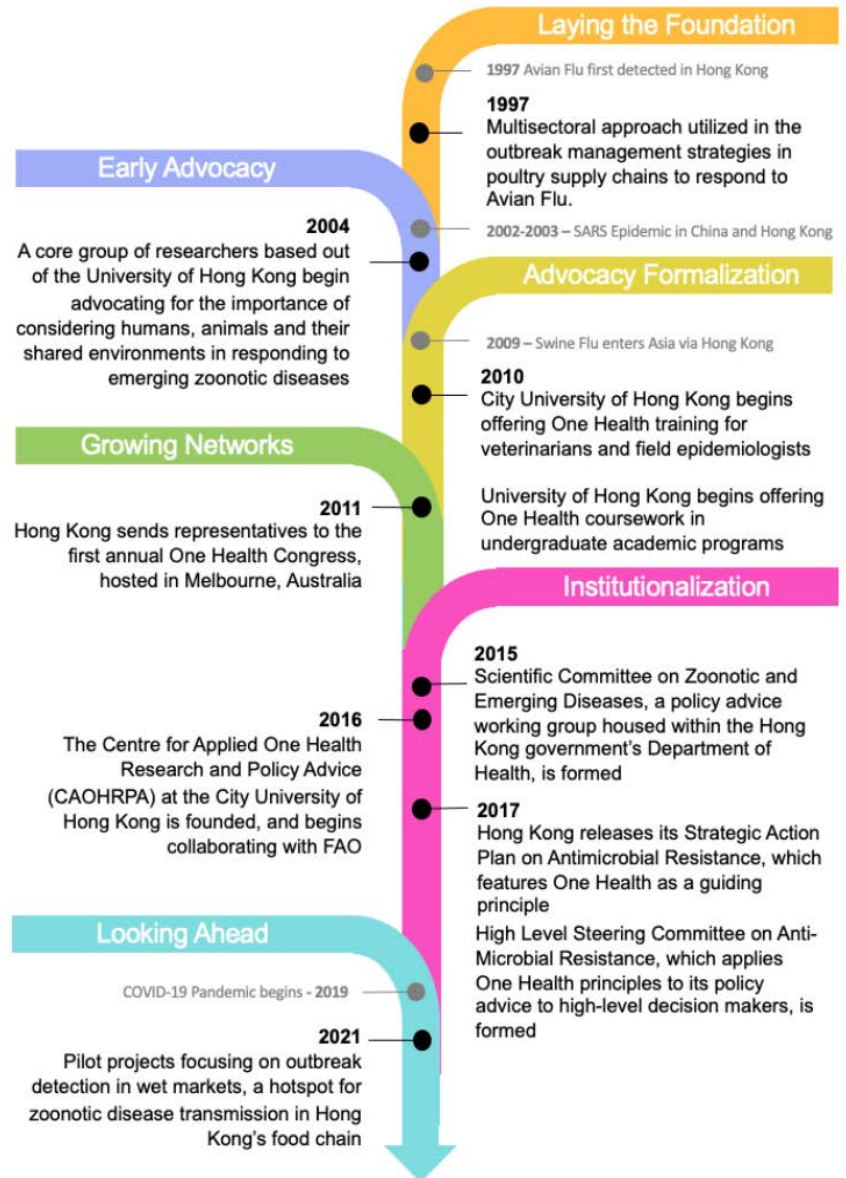 Laying the Foundation
1997 Avian Flu first detected in Hong Kong
1997
Multisectoral approach utilized in the
outbreak management strategies in
poultry supply chains to respond to
Avian Flu.
Early Advocacy
2002-2003 – SARS Epidemic in China and Hong Kong
2004
A core group of researchers based out
of the University of Hong Kong begin
advocating for the importance of
considering humans, animals and their
shared environments in responding to
emerging zoonotic diseases
Advocacy Formalization
2009 – Swine Flu enters Asia via Hong Kong
2010
City University of Hong Kong begins
offering One Health training for
veterinarians and field epidemiologists
University of Hong Kong begins offering
One Health coursework in
undergraduate academic programs
Growing Networks
2011
Hong Kong sends representatives to the
first annual One Health Congress,
hosted in Melbourne, Australia
Institutionalization
2015
Scientific Committee on Zoonotic and
Emerging Diseases, a policy advice
working group housed within the Hong
Kong government's Department of
Health, is formed
2016
The Centre for Applied One Health
Research and Policy Advice
(CAOHRPA) at the City University of
Hong Kong is founded, and begins
collaborating with FAO
2017
Hong Kong releases its Strategic Action
Plan on Antimicrobial Resistance, which
features One Health as a guiding
principle
High Level Steering Committee on Anti-
Microbial Resistance, which applies
One Health principles to its policy
advice to high-level decision makers, is
formed
Looking Ahead
COVID-19 Pandemic begins - 2019
2021
Pilot projects focusing on outbreak
detection in wet markets, a hotspot for
zoonotic disease transmission in Hong
Kong's food chain